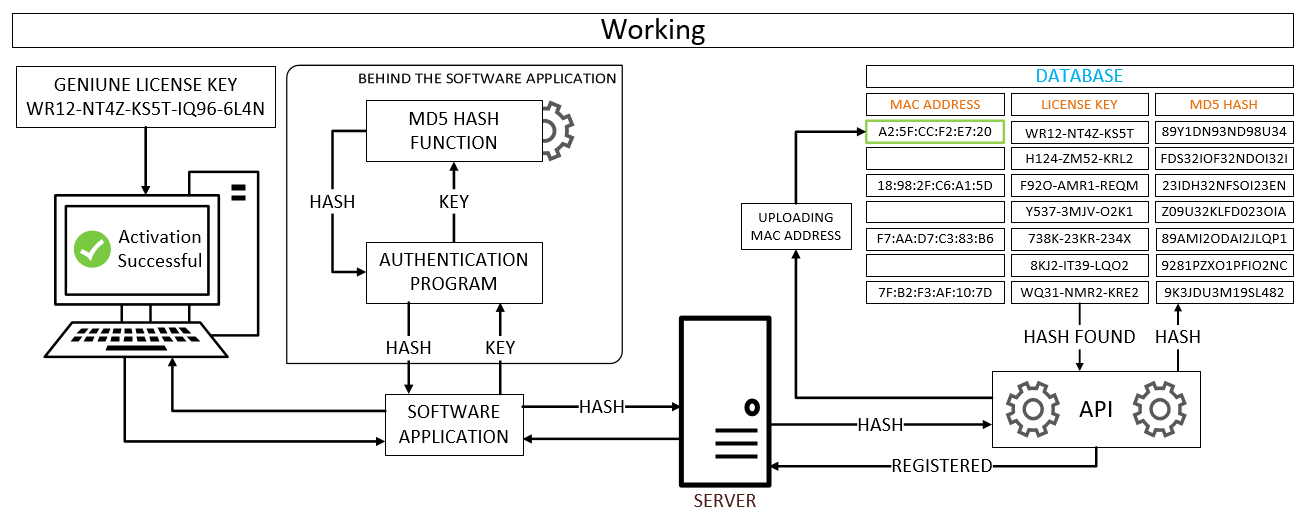 Working
GENIUNE LICENSE KEY
WR12-NT4Z-KS5T-IQ96-6L4N
Activation
Successful
BEHIND THE SOFTWARE APPLICATION
MD5 HASH
FUNCTION
HASH
KEY
AUTHENTICATION
PROGRAM
HASH
KEY
SOFTWARE
APPLICATION
HASH
SERVER
UPLOADING
MAC ADDRESS
HASH
REGISTERED
API
HASH FOUND
HASH
DATABASE
MAC ADDRESS LICENSE KEY MD5 HASH
A2:5F:CC:F2:E7:20 WR12-NT4Z-KS5T 89Y1DN93ND98U34
H124-ZM52-KRL2 FDS32IOF32NDOI32I
18:98:2F:C6:A1:5D F92O-AMR1-REQM 23IDH32NFSOI23EN
Y537-3MJV-O2K1 Z09U32KLFD023OIA
F7:AA:D7:C3:83:B6 738K-23KR-234X 89AMI2ODAI2JLQP1
8KJ2-IT39-LQO2 9281PZXO1PFIO2NC
7F:B2:F3:AF:10:7D WQ31-NMR2-KRE2 9K3JDU3M19SL482